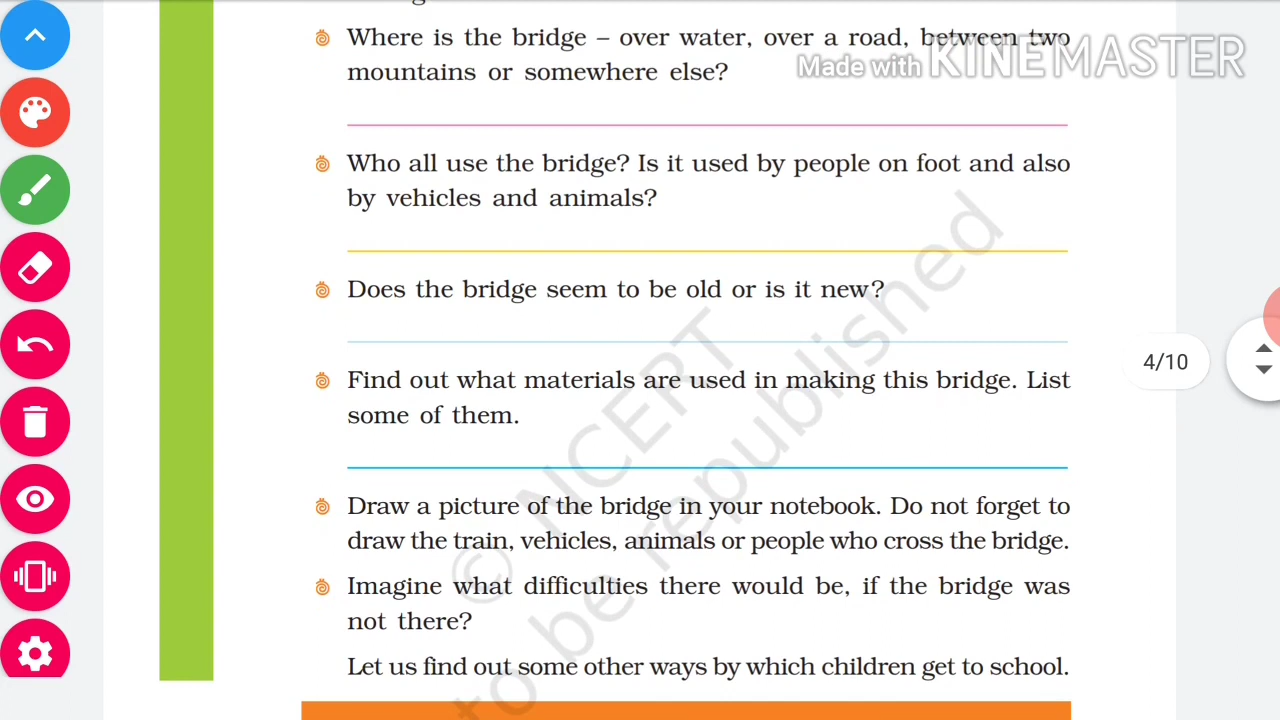 Where is the bridge – over water, over a road, between two
mountains or somewhere else?
Made with KINEMASTER
Who all use the bridge? Is it used by people on foot and also
by vehicles and animals?
Does the bridge seem to be old or is it new?
4/10
Find out what materials are used in making this bridge. List
some of them.
Draw a picture of the bridge in your notebook. Do not forget to
draw the train, vehicles, animals or people who cross the bridge.
Imagine what difficulties there would be, if the bridge was
not there?
Let us find out some other ways by which children get to school.
© NCERT
to be republished